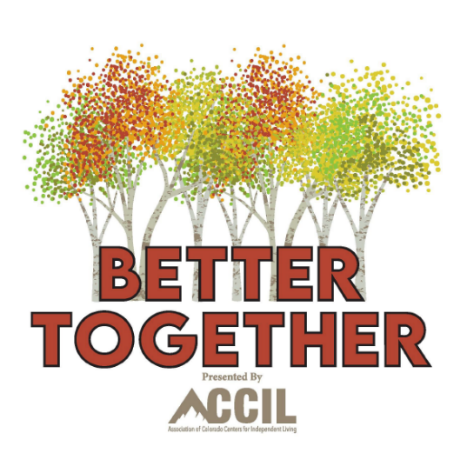 BETTER
TOGETHER
Presented By
ACCIL
Association of Colorado Centers for Independent Living